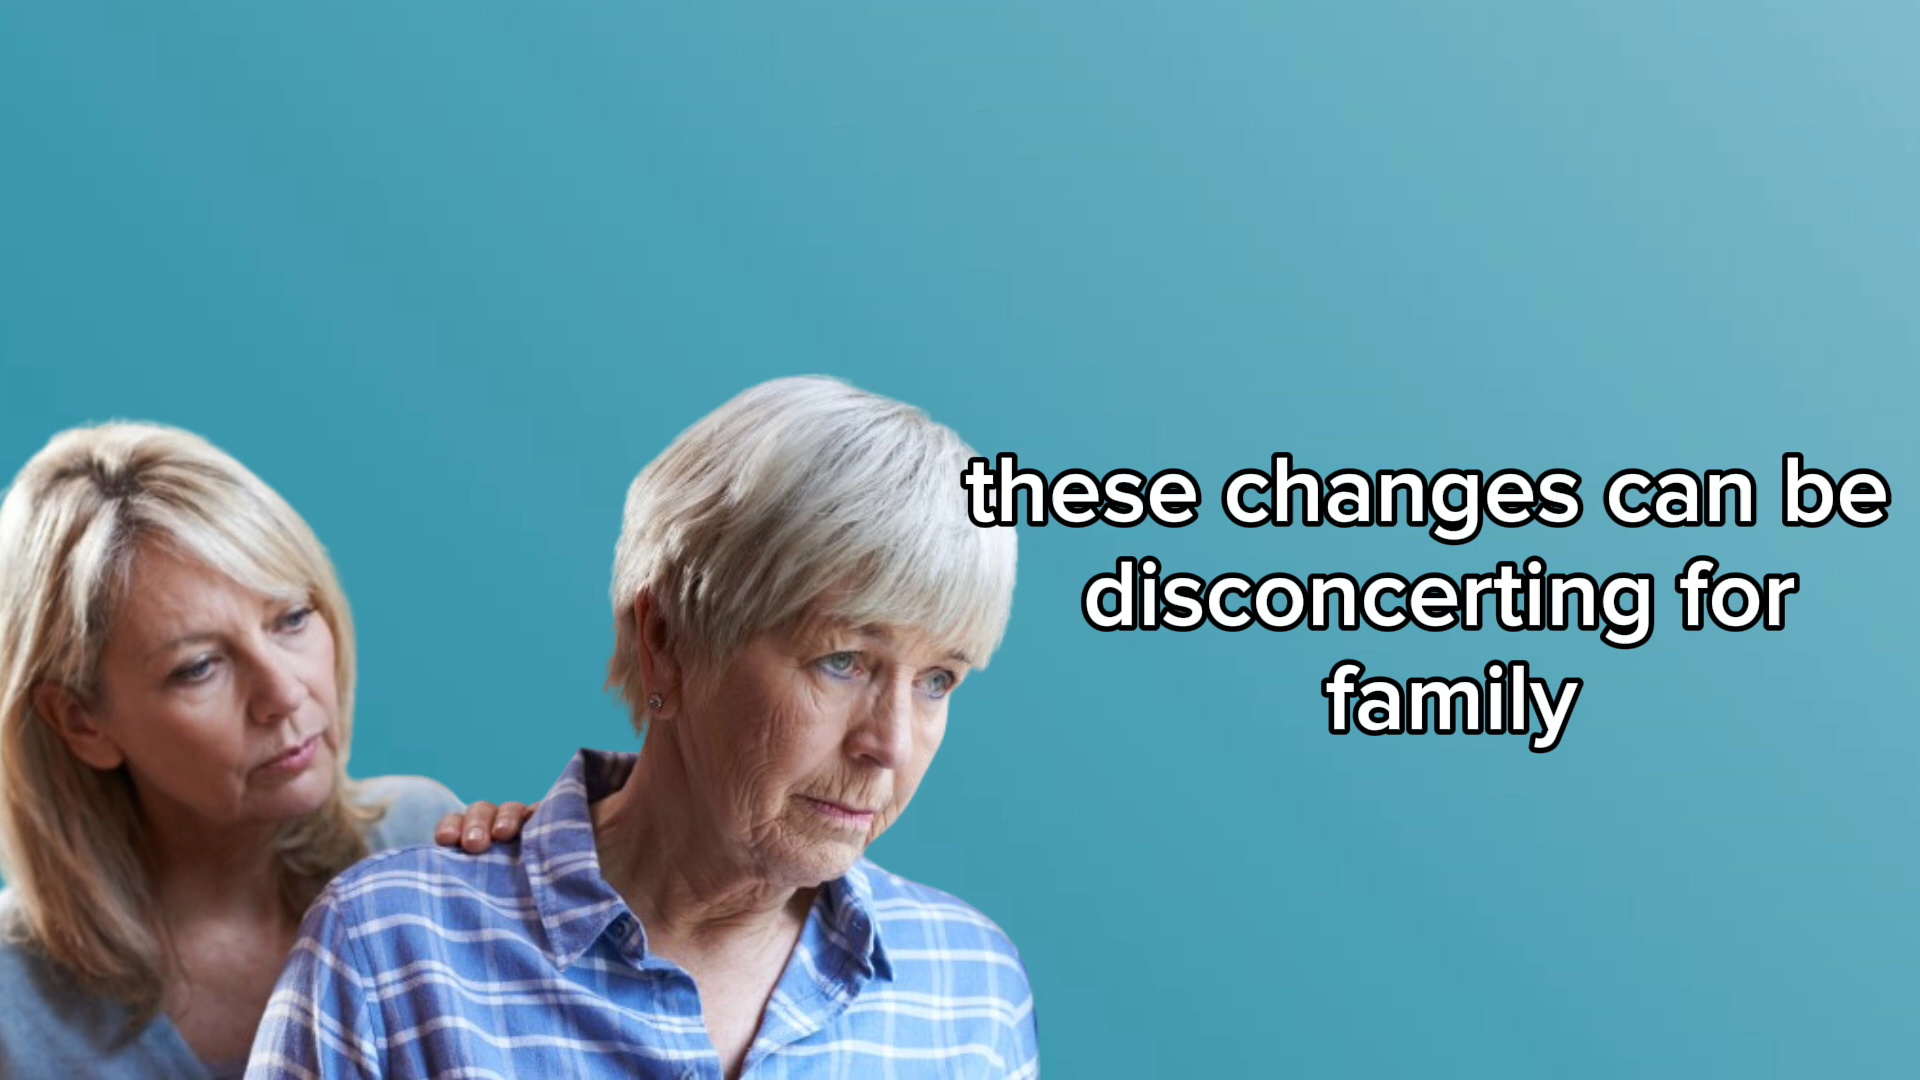 these changes can be
disconcerting for
family